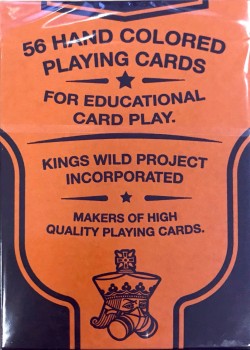 56 HAND COLORED
PLAYING CARDS
FOR EDUCATIONAL
CARD PLAY.
KINGS WILD PROJECT
INCORPORATED
MAKERS OF HIGH
QUALITY PLAYING CARDS.